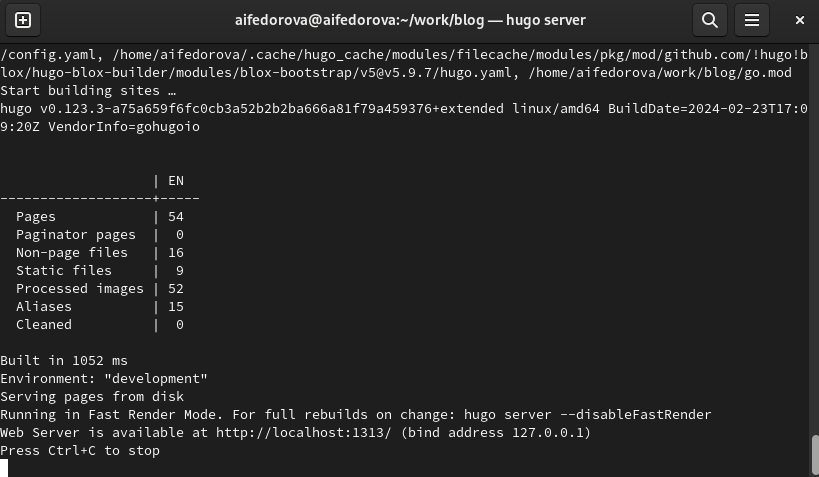 aifedorova@aifedorova:~/work/blog — hugo server
/config.yaml, /home/aifedorova/.cache/hugo_cache/modules/filecache/modules/pkg/mod/github.com/!hugo!b
lox/hugo-blox-builder/modules/blox-bootstrap/v5@v5.9.7/hugo.yaml, /home/aifedorova/work/blog/go.mod
Start building sites …
hugo v0.123.3-a75a659f6fc0cb3a52b2b2ba666a81f79a459376+extended linux/amd64 BuildDate=2024-02-23T17:0
9:20Z VendorInfo=gohugoio
                   | EN
-------------------+-----
  Pages            | 54
  Paginator pages  |  0
  Non-page files   | 16
  Static files     |  9
  Processed images | 52
  Aliases          | 15
  Cleaned          |  0
Built in 1052 ms
Environment: "development"
Serving pages from disk
Running in Fast Render Mode. For full rebuilds on change: hugo server --disableFastRender
Web Server is available at http://localhost:1313/ (bind address 127.0.0.1)
Press Ctrl+C to stop